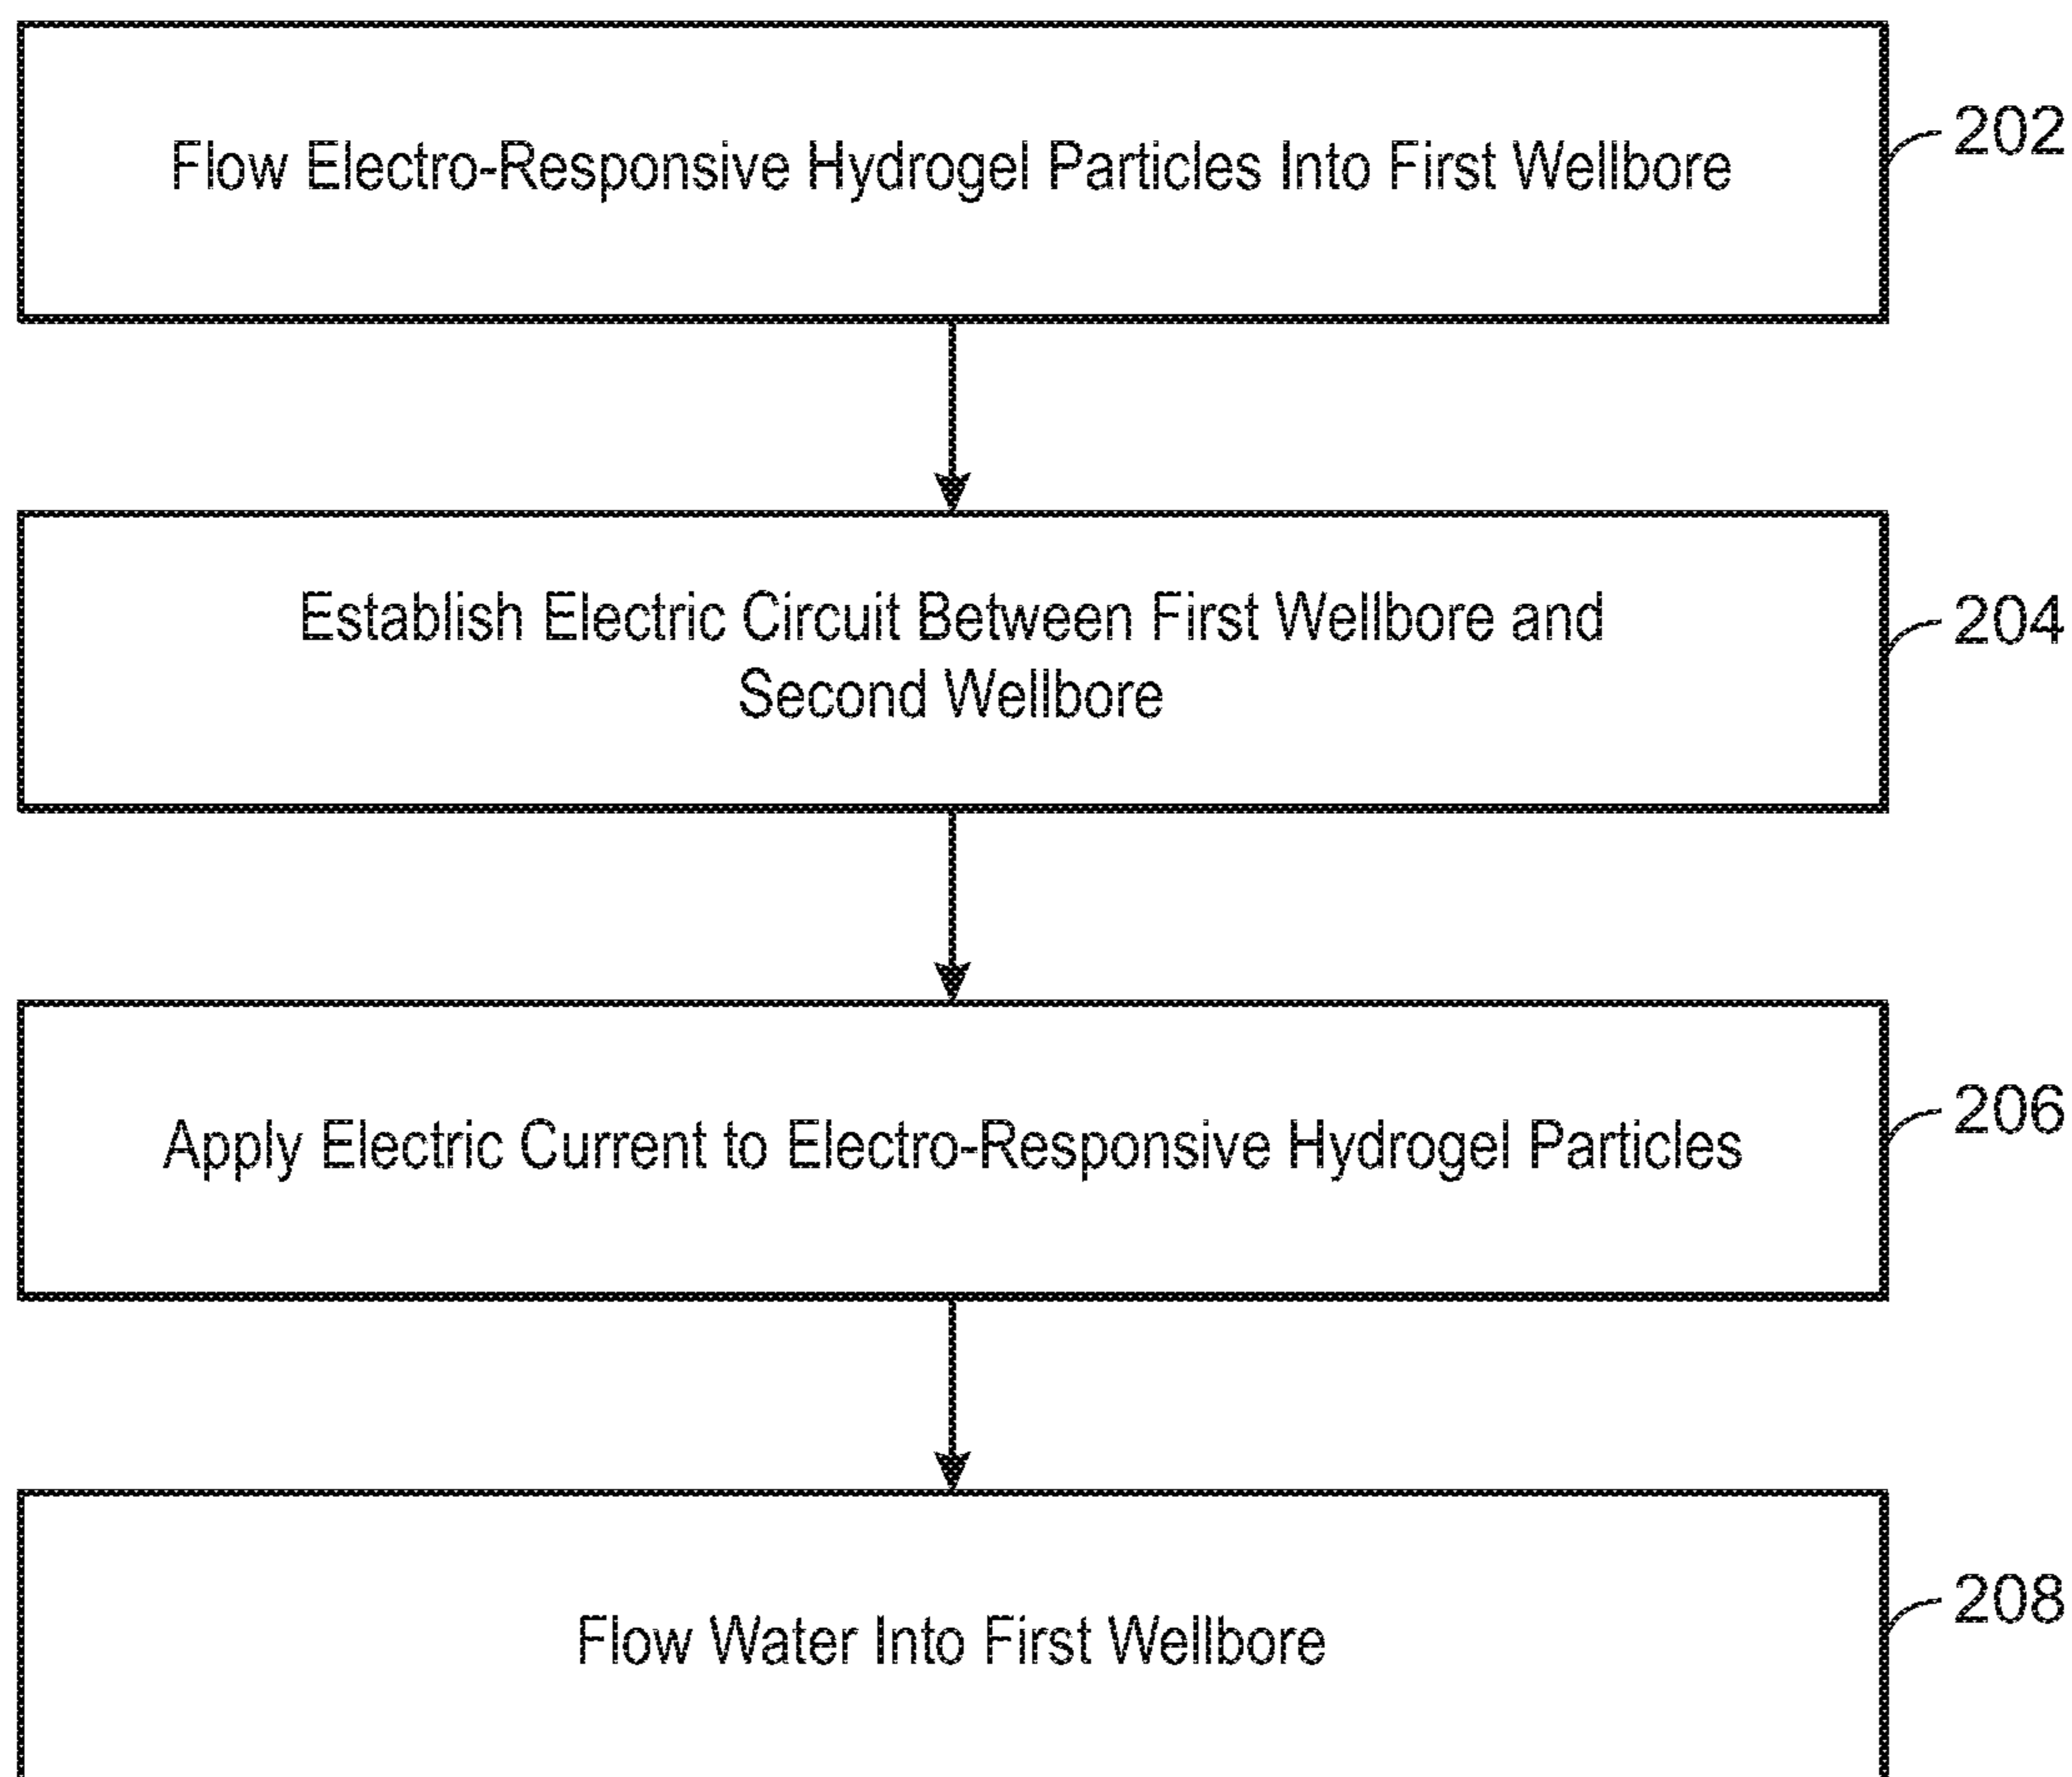 Flow Electro-Responsive Hydrogel Particles Into First Wellbore
202
Establish Electric Circuit Between First Wellbore and
Second Wellbore
204
Apply Electric Current to Electro-Responsive Hydrogel Particles
206
Flow Water Into First Wellbore
208